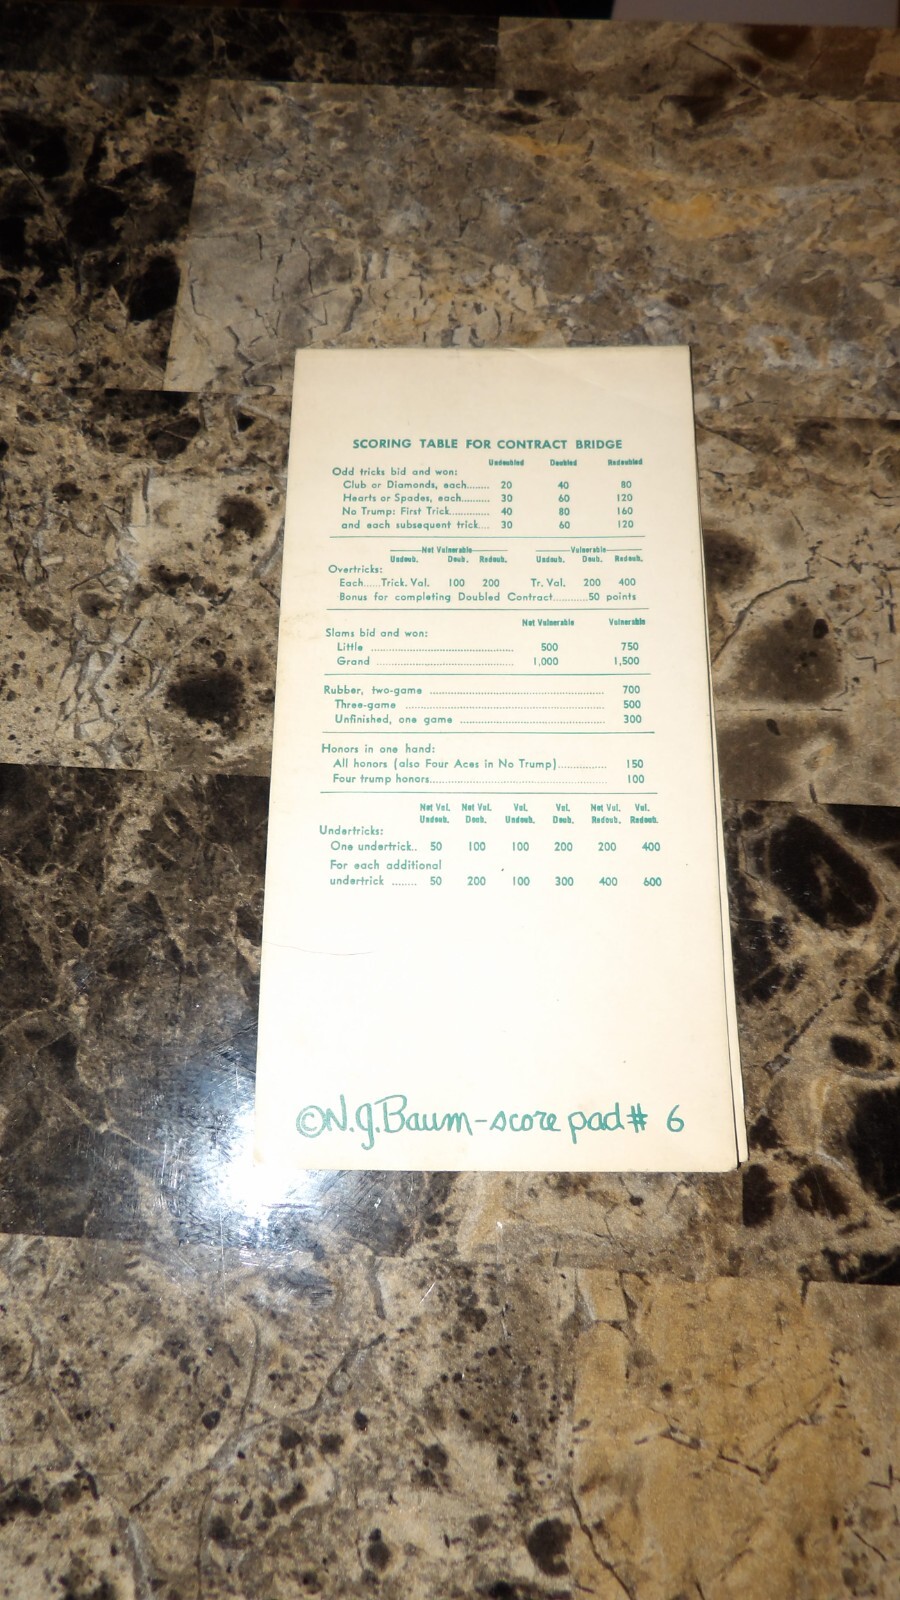 SCORING TABLE FOR CONTRACT BRIDGE
Undoubled Doubled Redoubled
Odd tricks bid and won:
Club or Diamonds, each........ 20 40 80
Hearts or Spades, each.......... 30 60 120
No Trump: First Trick.............. 40 80 160
and each subsequent trick.... 30 60 120
Not Vulnerable Vulnerable
Undoub. Doub. Redoub. Undoub. Doub. Redoub.
Overtricks:
Each......Trick. Val. 100 200 Tr. Val. 200 400
Bonus for completing Doubled Contract............50 points
Not Vulnerable Vulnerable
Slams bid and won:
Little ................................................ 500 750
Grand .............................................. 1,000 1,500
Rubber, two-game ............................................................ 700
Three-game .................................................................... 500
Unfinished, one game .................................................. 300
Honors in one hand:
All honors (also Four Aces in No Trump)................. 150
Four trump honors............................................................. 100
Not Vul. Not Vul. Vul. Vul. Not Vul. Vul.
Undoub. Doub. Undoub. Doub. Redoub. Redoub.
Undertricks:
One undertrick.. 50 100 100 200 200 400
For each additional
undertrick ........ 50 200 100 300 400 600
©N.G.Baum-score pad# 6